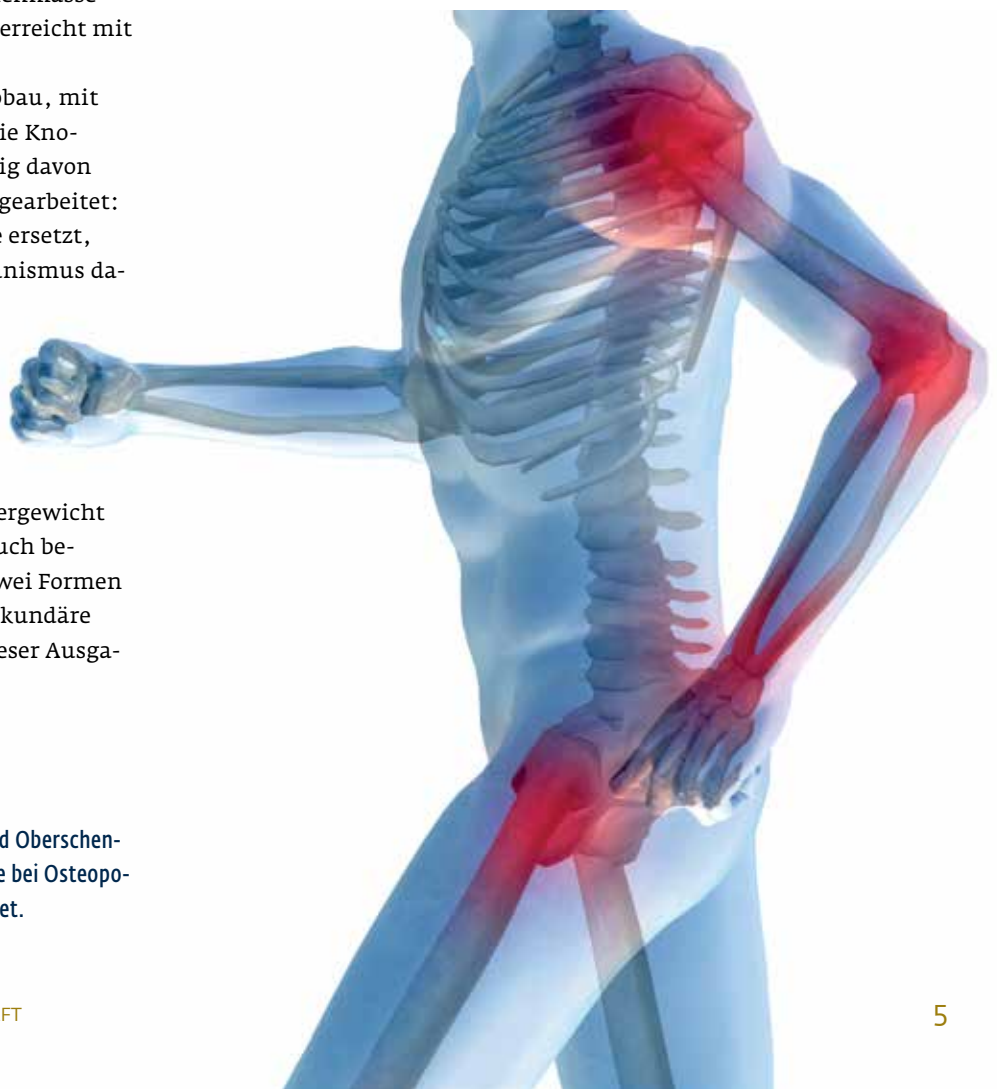 erreicht mit
bau, mit
ie Kno-
ig davon
gearbeitet:
e ersetzt,
anismus da-
ergewicht
uch be-
wei Formen
kundäre
eser Ausga-
d Oberschen-
e bei Osteopo-
et.
FT
5